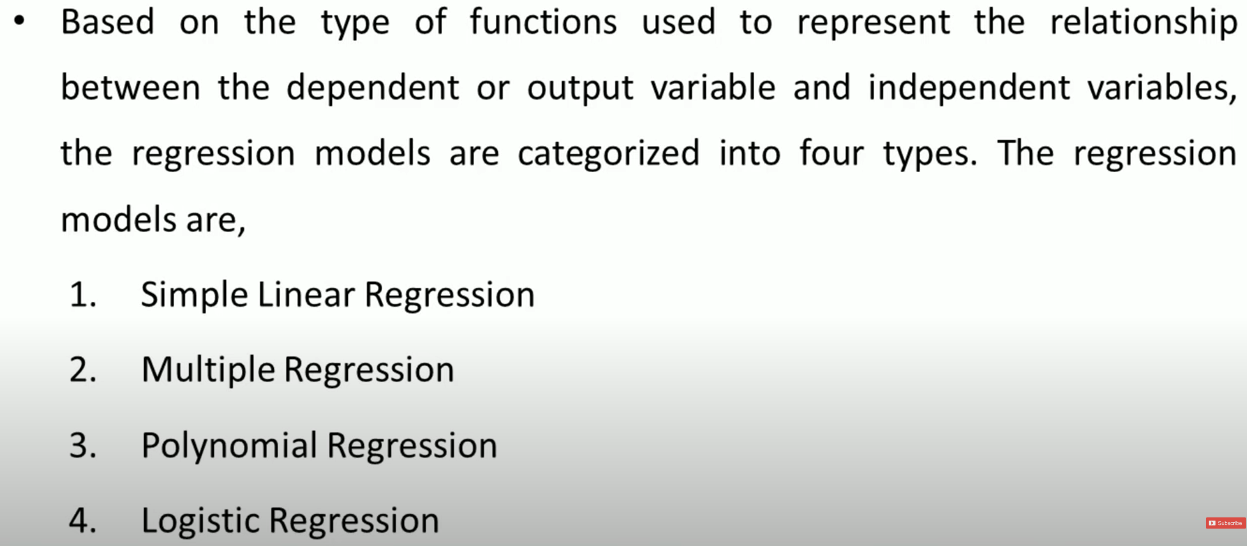 • Based on the type of functions used to represent the relationship
between the dependent or output variable and independent variables,
the regression models are categorized into four types. The regression
models are,
1. Simple Linear Regression
2. Multiple Regression
3. Polynomial Regression
4. Logistic Regression
Subscribe